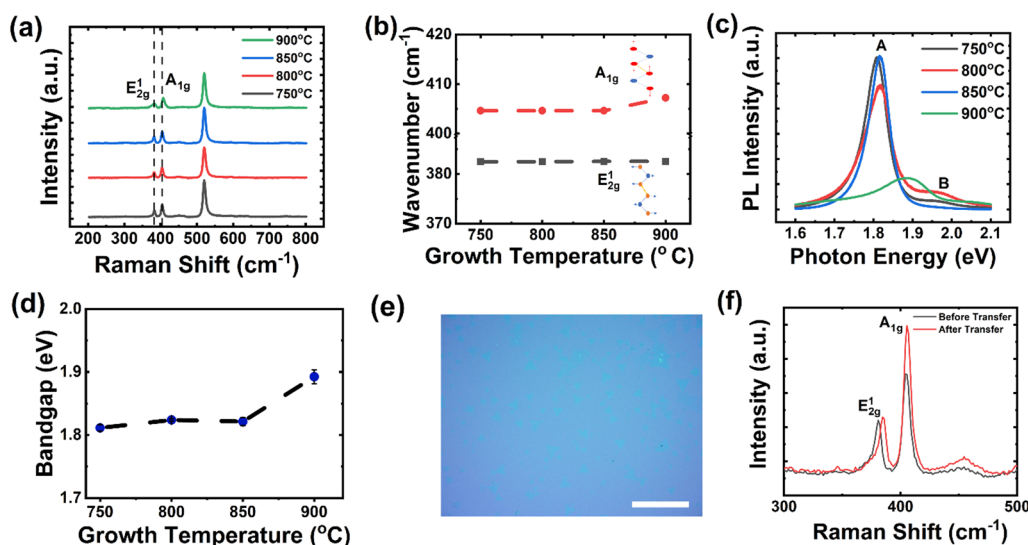 (a)
Intensity (a.u.)
900°C
850°C
800°C
750°C
E¹₂g
A₁g
200 300 400 500 600 700 800
Raman Shift (cm⁻¹)
(b)
Wavenumber (cm⁻¹)
420
400
380
370
A₁g
E¹₂g
750 800 850 900
Growth Temperature (°C)
(c)
PL Intensity (a.u.)
A
B
750°C
800°C
850°C
900°C
1.6 1.7 1.8 1.9 2.0 2.1
Photon Energy (eV)
(d)
Bandgap (eV)
2.0
1.9
1.8
1.7
750 800 850 900
Growth Temperature (°C)
(e)
(f)
Intensity (a.u.)
Before Transfer
After Transfer
A₁g
E¹₂g
300 400 500
Raman Shift (cm⁻¹)